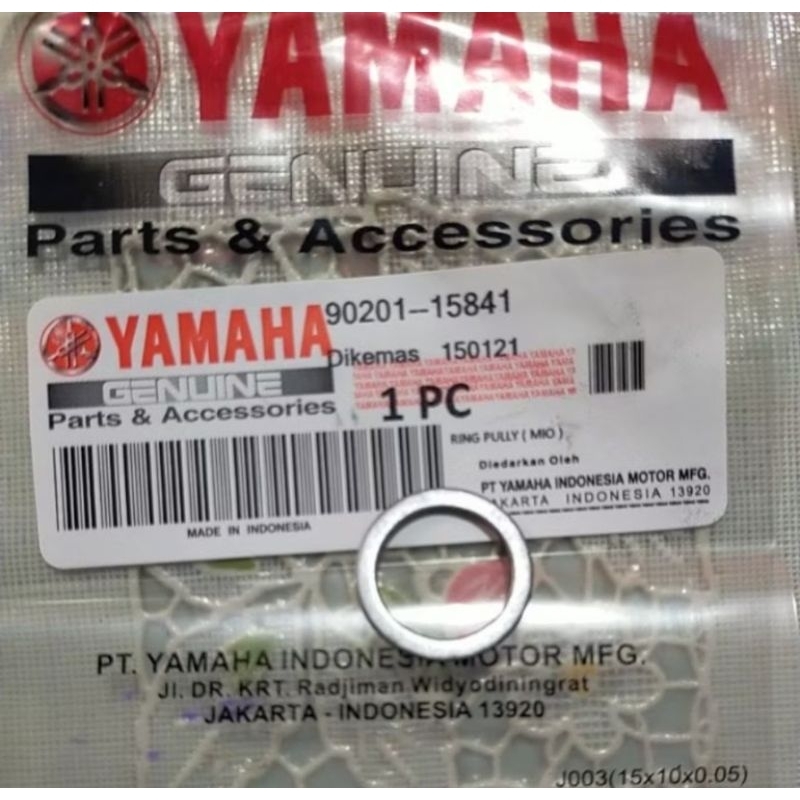 YAMAHA
GENUINE
Parts & Accessories
YAMAHA
GENUINE
Parts & Accessories
90201-15841
Dikemas 150121
1 PC
RING PULLY ( MIO )
Diedarkan Oleh
PT YAMAHA INDONESIA MOTOR MFG.
JAKARTA INDONESIA 13920
MADE IN INDONESIA
PT. YAMAHA INDONESIA MOTOR MFG.
Jl. DR. KRT. Radjiman Widyodiningrat
JAKARTA - INDONESIA 13920
J003(15x10x0.05)